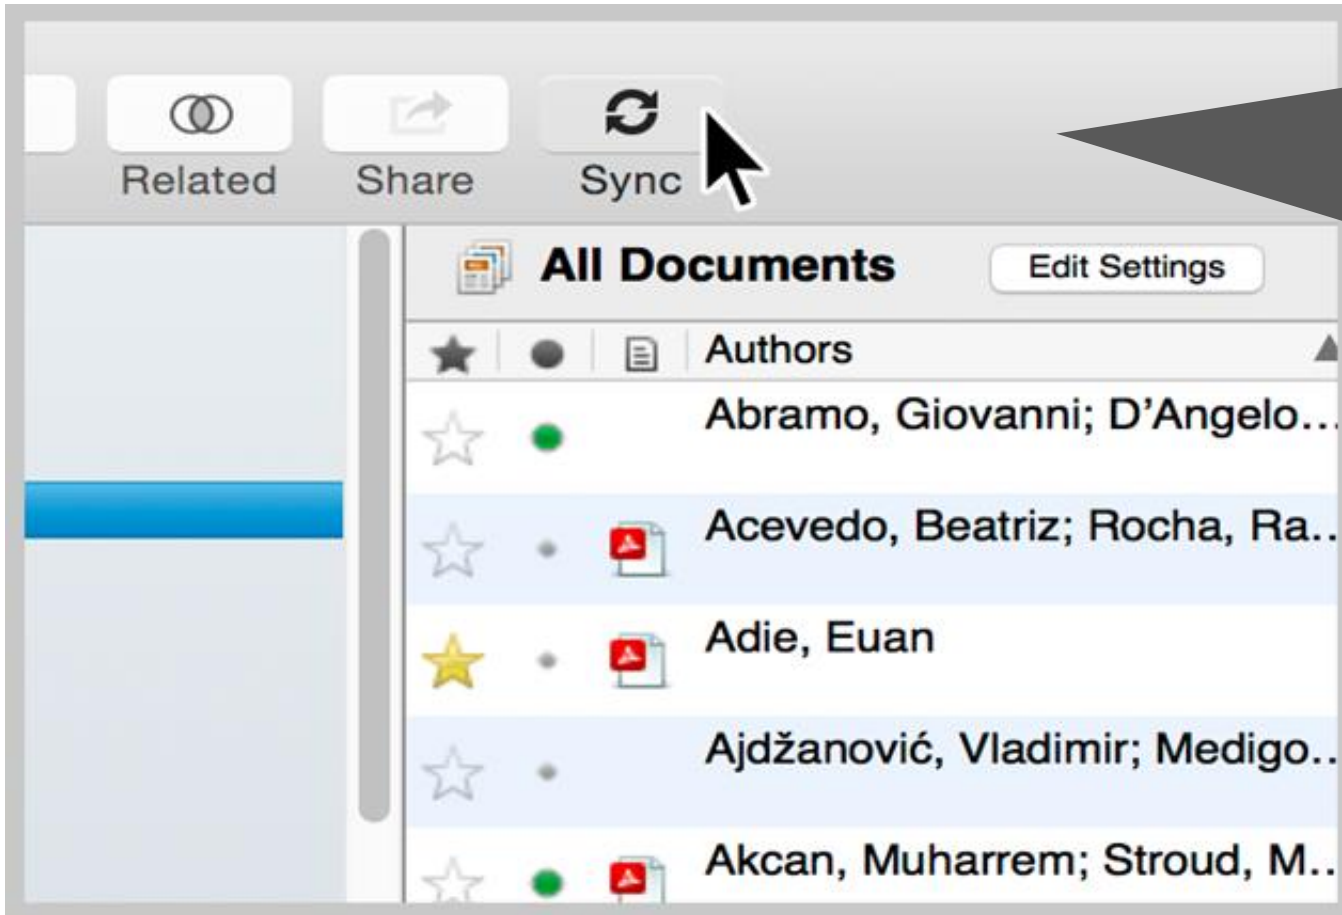 Related Share Sync
All Documents Edit Settings
Authors
Abramo, Giovanni; D’Angelo...
Acevedo, Beatriz; Rocha, Ra..
Adie, Euan
Ajdžanović, Vladimir; Medigo..
Akcan, Muharrem; Stroud, M..